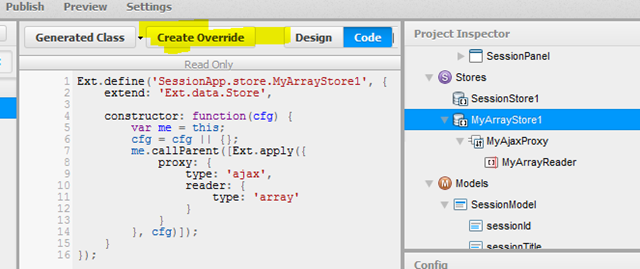 Publish Preview Settings
Generated Class Create Override Design Code
Read Only
1 Ext.define('SessionApp.store.MyArrayStore1', {
2 extend: 'Ext.data.Store',
3
4 constructor: function(cfg) {
5 var me = this;
6 cfg = cfg || {};
7 me.callParent([Ext.apply({
8 proxy: {
9 type: 'ajax',
10 reader: {
11 type: 'array'
12 }
13 }
14 }, cfg)]);
15 }
16 });
Project Inspector
SessionPanel
S Stores
SessionStore1
MyArrayStore1
MyAjaxProxy
MyArrayReader
M Models
SessionModel
sessionId
sessionTitle
Config